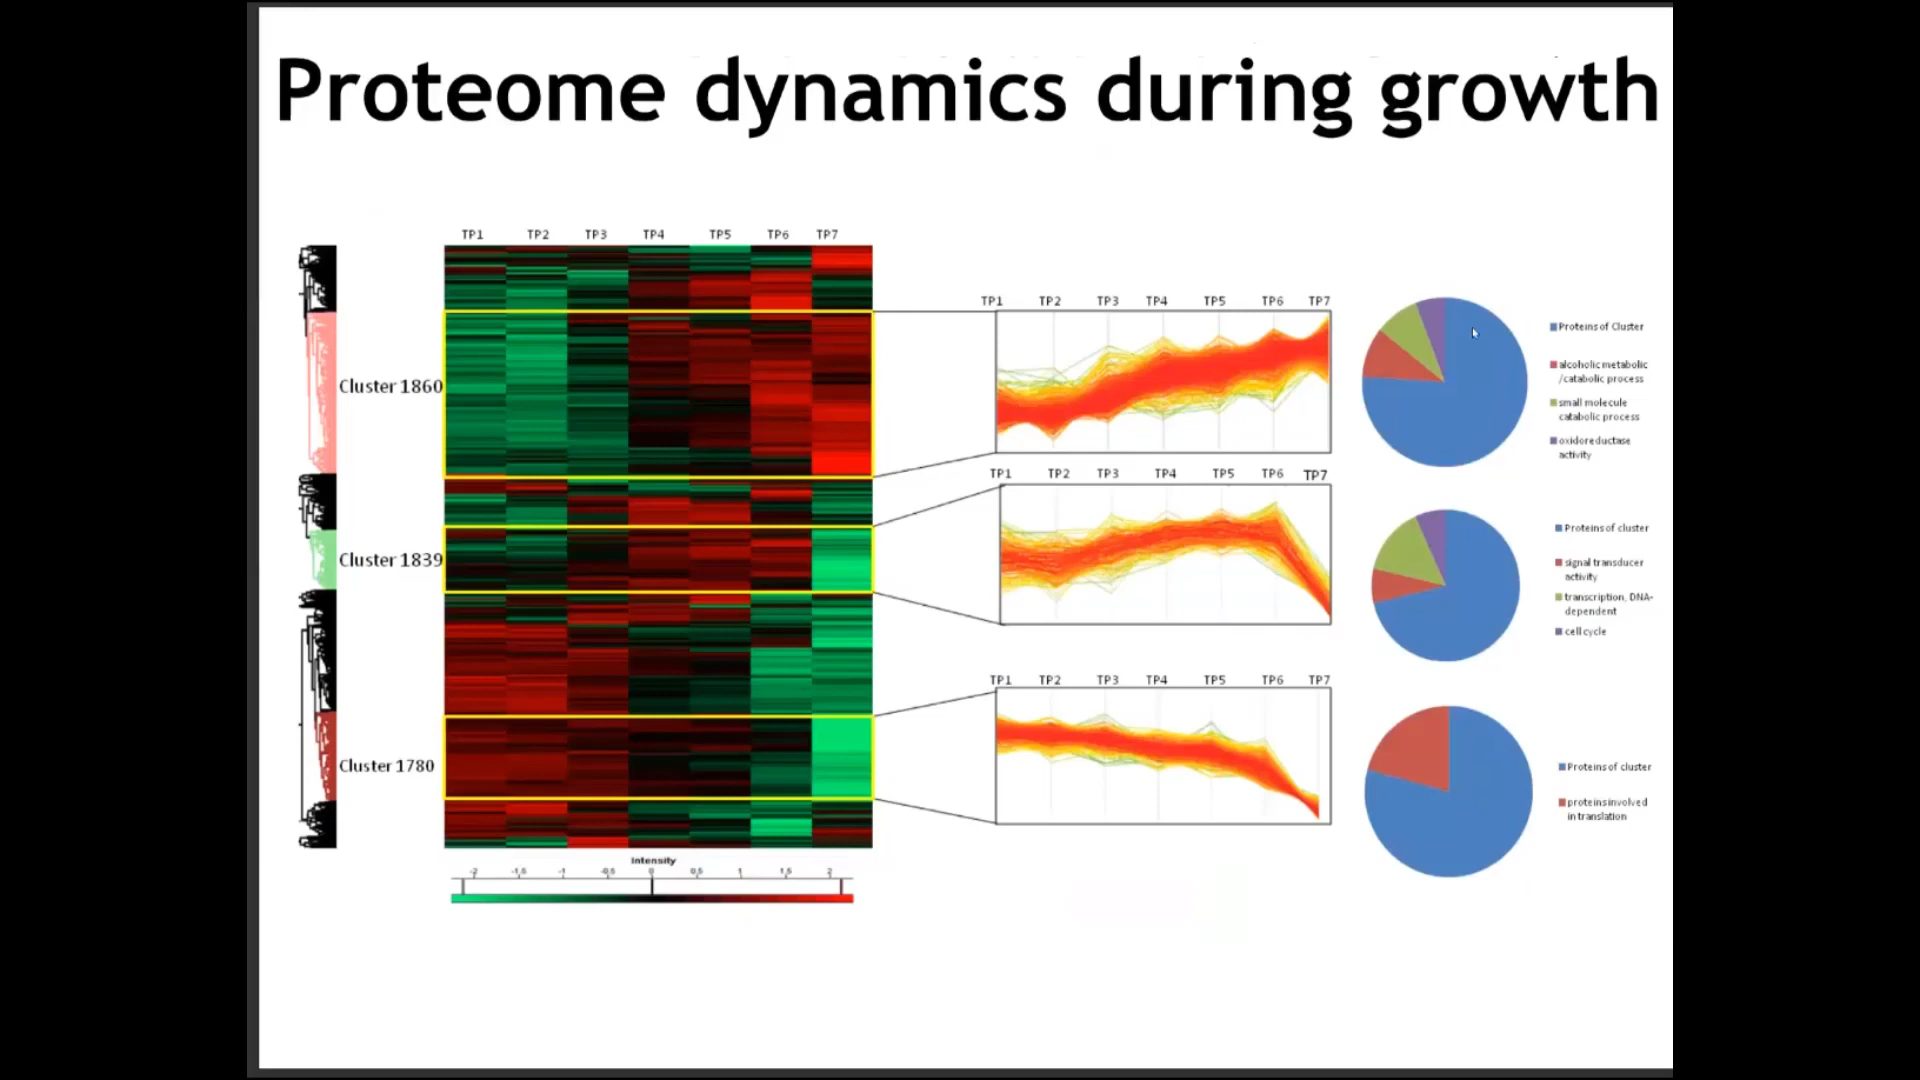 Proteome dynamics during growth
TP1 TP2 TP3 TP4 TP5 TP6 TP7
Cluster 1860
Cluster 1839
Cluster 1780
Intensity
-2 -1,5 -1 -0,5 0 0,5 1 1,5 2
TP1 TP2 TP3 TP4 TP5 TP6 TP7
TP1 TP2 TP3 TP4 TP5 TP6 TP7
TP1 TP2 TP3 TP4 TP5 TP6 TP7
Proteins of Cluster
alcoholic metabolic
/catabolic process
small molecule
catabolic process
oxidoreductase
activity
Proteins of cluster
signal transducer
activity
transcription, DNA-
dependent
cell cycle
Proteins of cluster
proteins involved
in translation